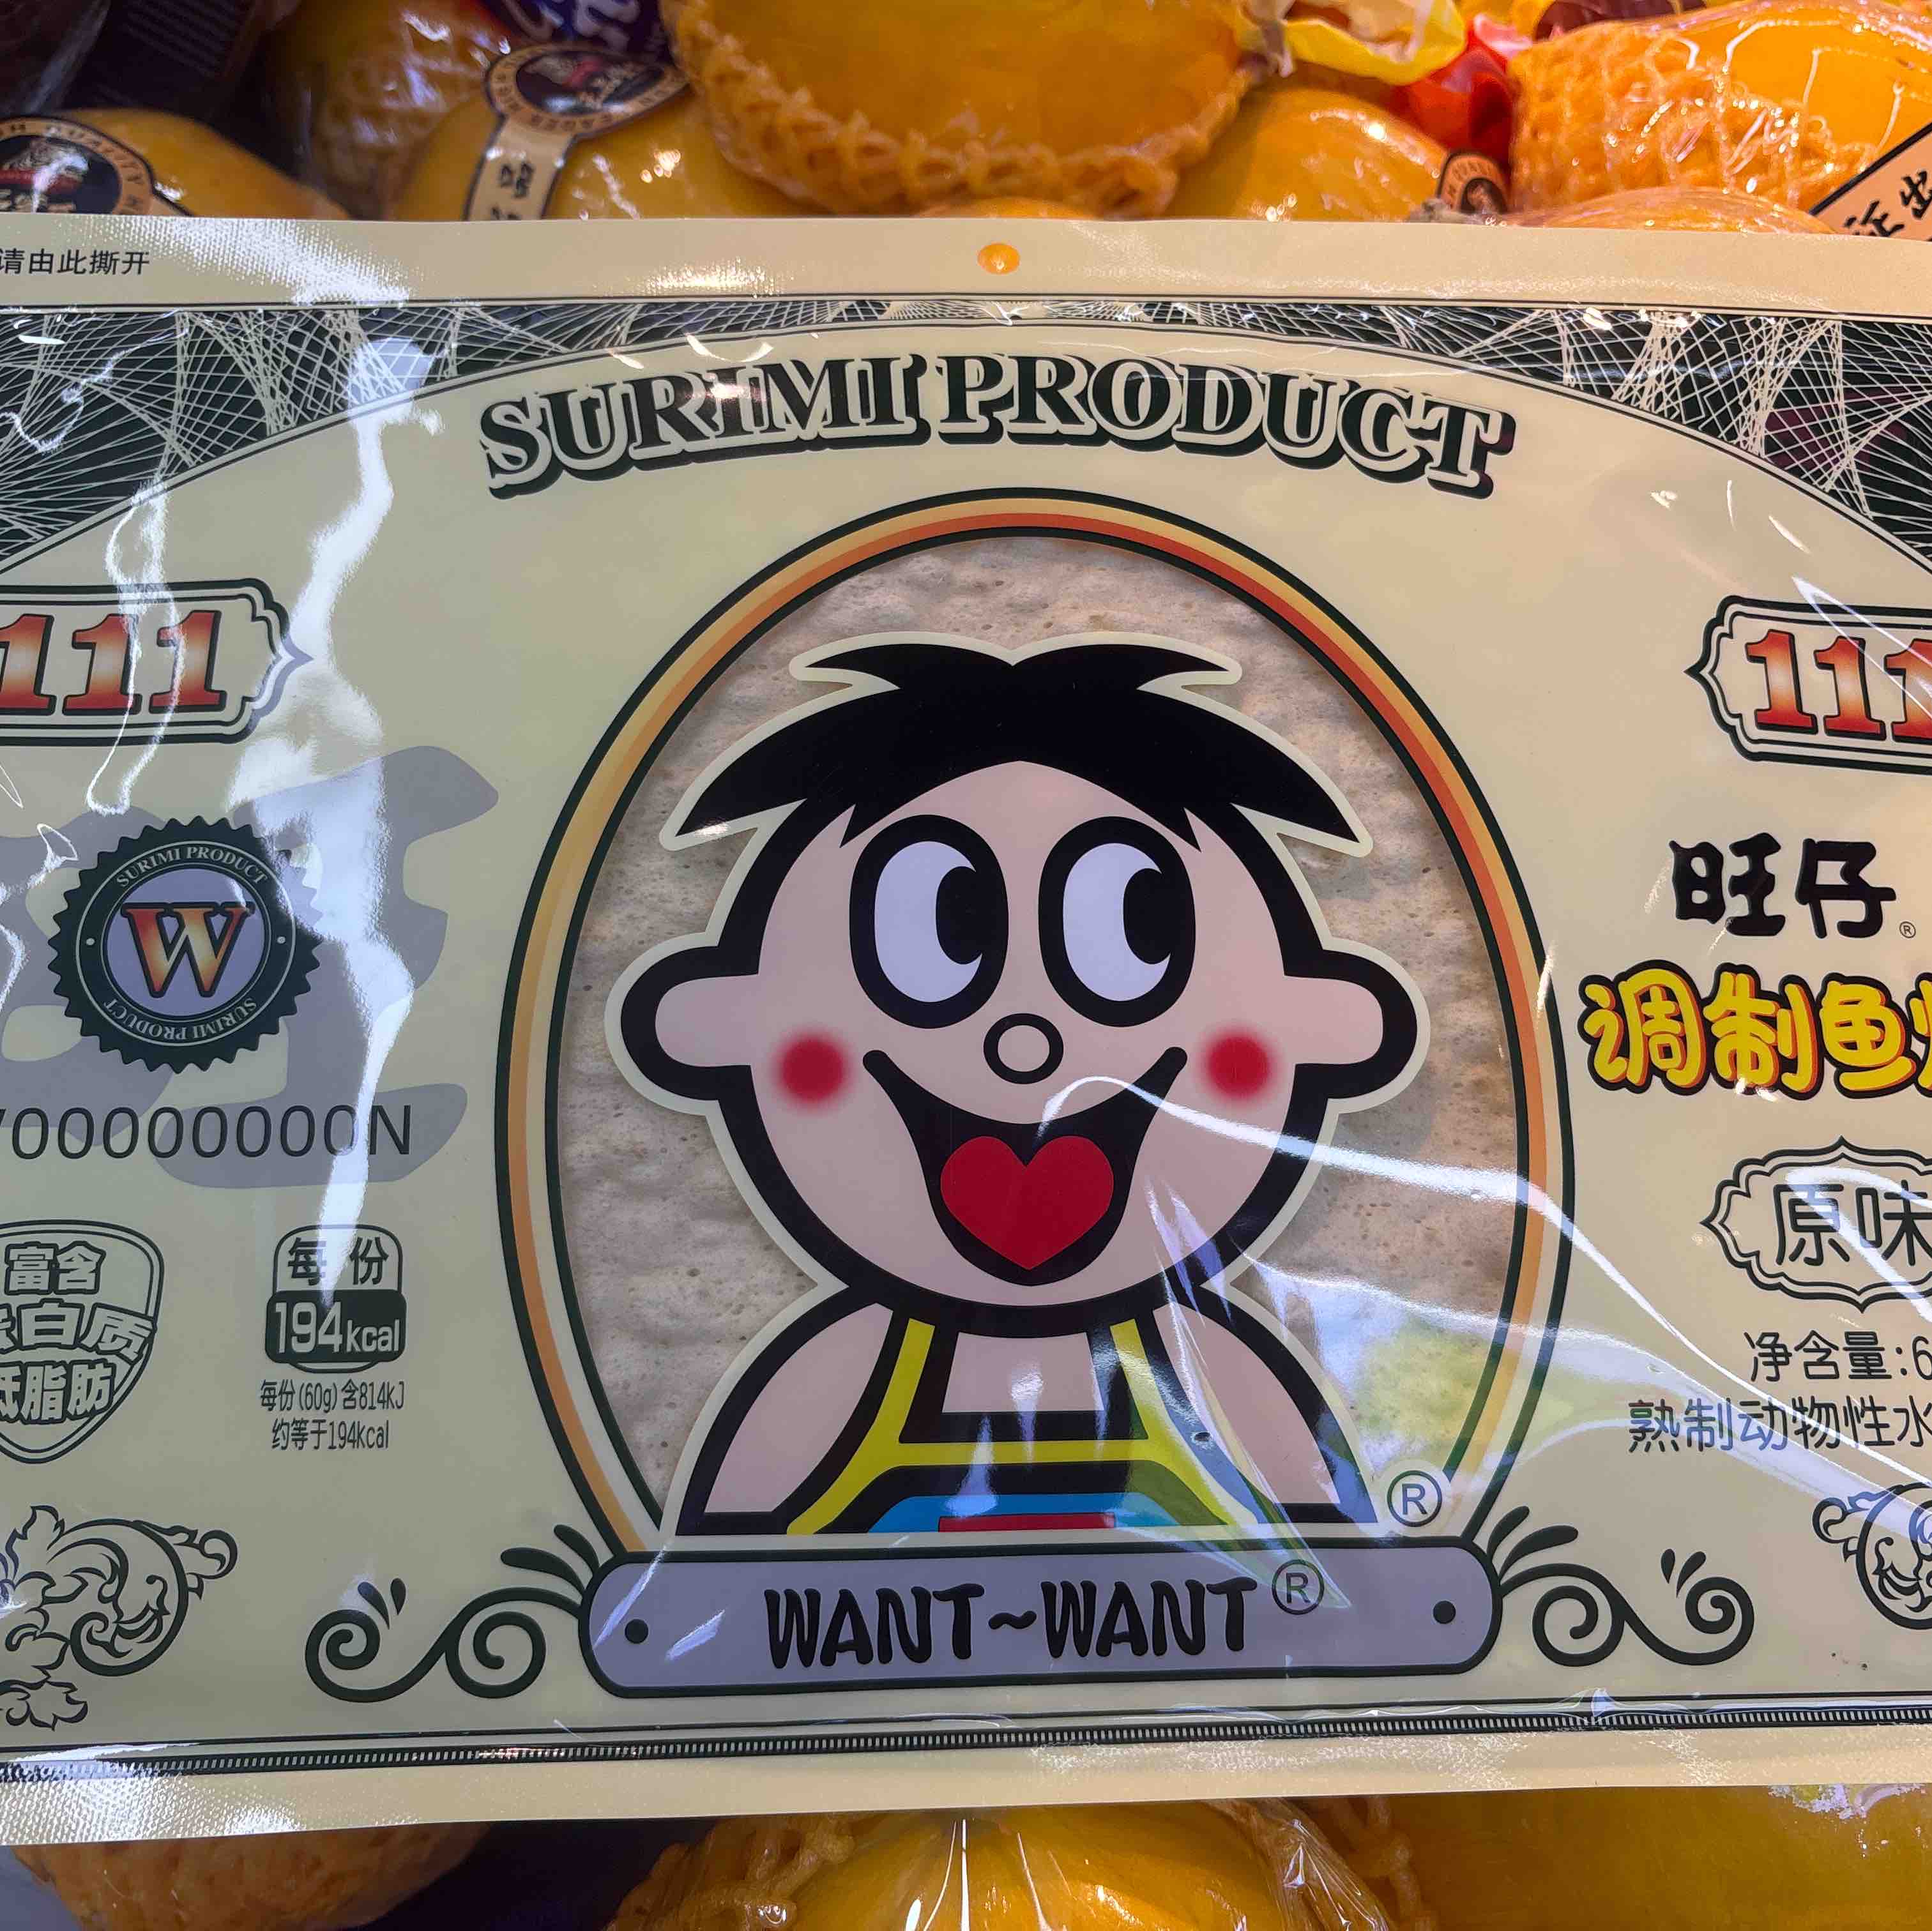 请由此撕开
SURIMI PRODUCT
111
111
SURIMI PRODUCT
W
SURIMI PRODUCT
000000000N
旺仔®
调制鱼
原味
富含
白质
低脂肪
每份
194kcal
每份(60g)含814kJ
约等于194kcal
净含量:6
熟制动物性水
®
WANT~WANT®